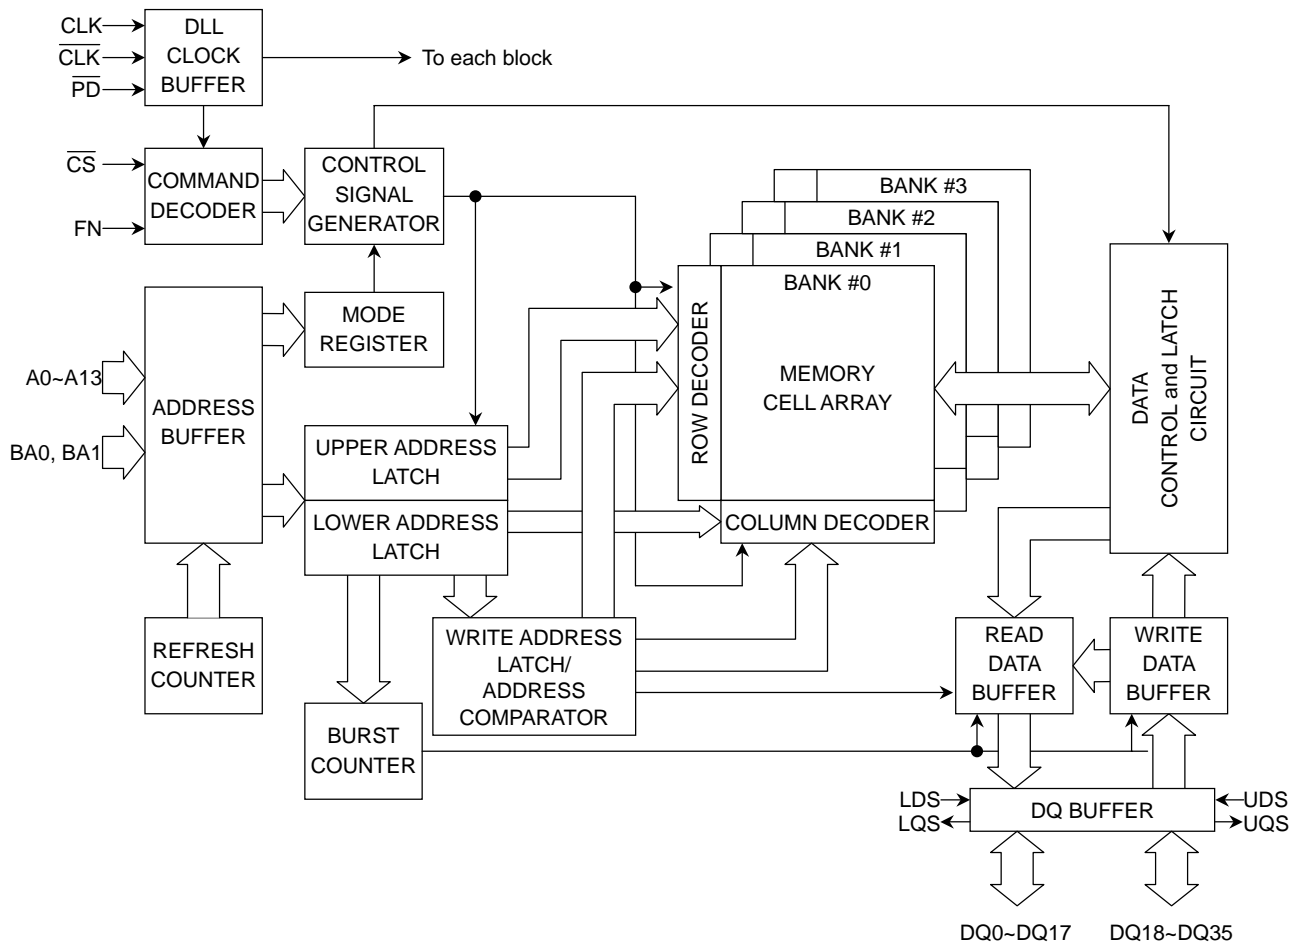 CLK
CLK
PD
DLL
CLOCK
BUFFER
To each block
CS
FN
COMMAND
DECODER
CONTROL
SIGNAL
GENERATOR
BANK #3
BANK #2
BANK #1
BANK #0
MODE
REGISTER
A0~A13
BA0, BA1
ADDRESS
BUFFER
ROW DECODER
MEMORY
CELL ARRAY
DATA
CONTROL and LATCH
CIRCUIT
UPPER ADDRESS
LATCH
LOWER ADDRESS
LATCH
COLUMN DECODER
REFRESH
COUNTER
WRITE ADDRESS
LATCH/
ADDRESS
COMPARATOR
READ
DATA
BUFFER
WRITE
DATA
BUFFER
BURST
COUNTER
LDS
LQS
DQ BUFFER
UDS
UQS
DQ0~DQ17
DQ18~DQ35